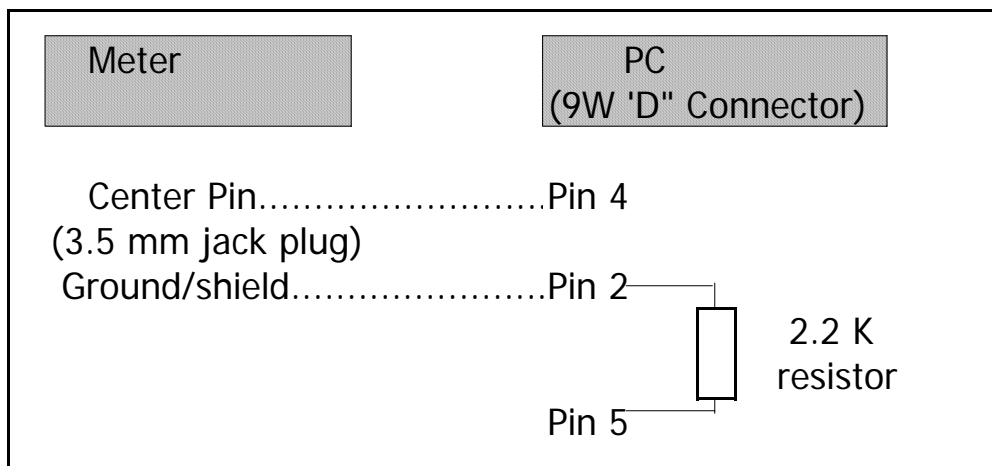 Meter
PC
(9W 'D" Connector)
Center Pin..........................Pin 4
(3.5 mm jack plug)
Ground/shield.......................Pin 2
2.2 K
resistor
Pin 5